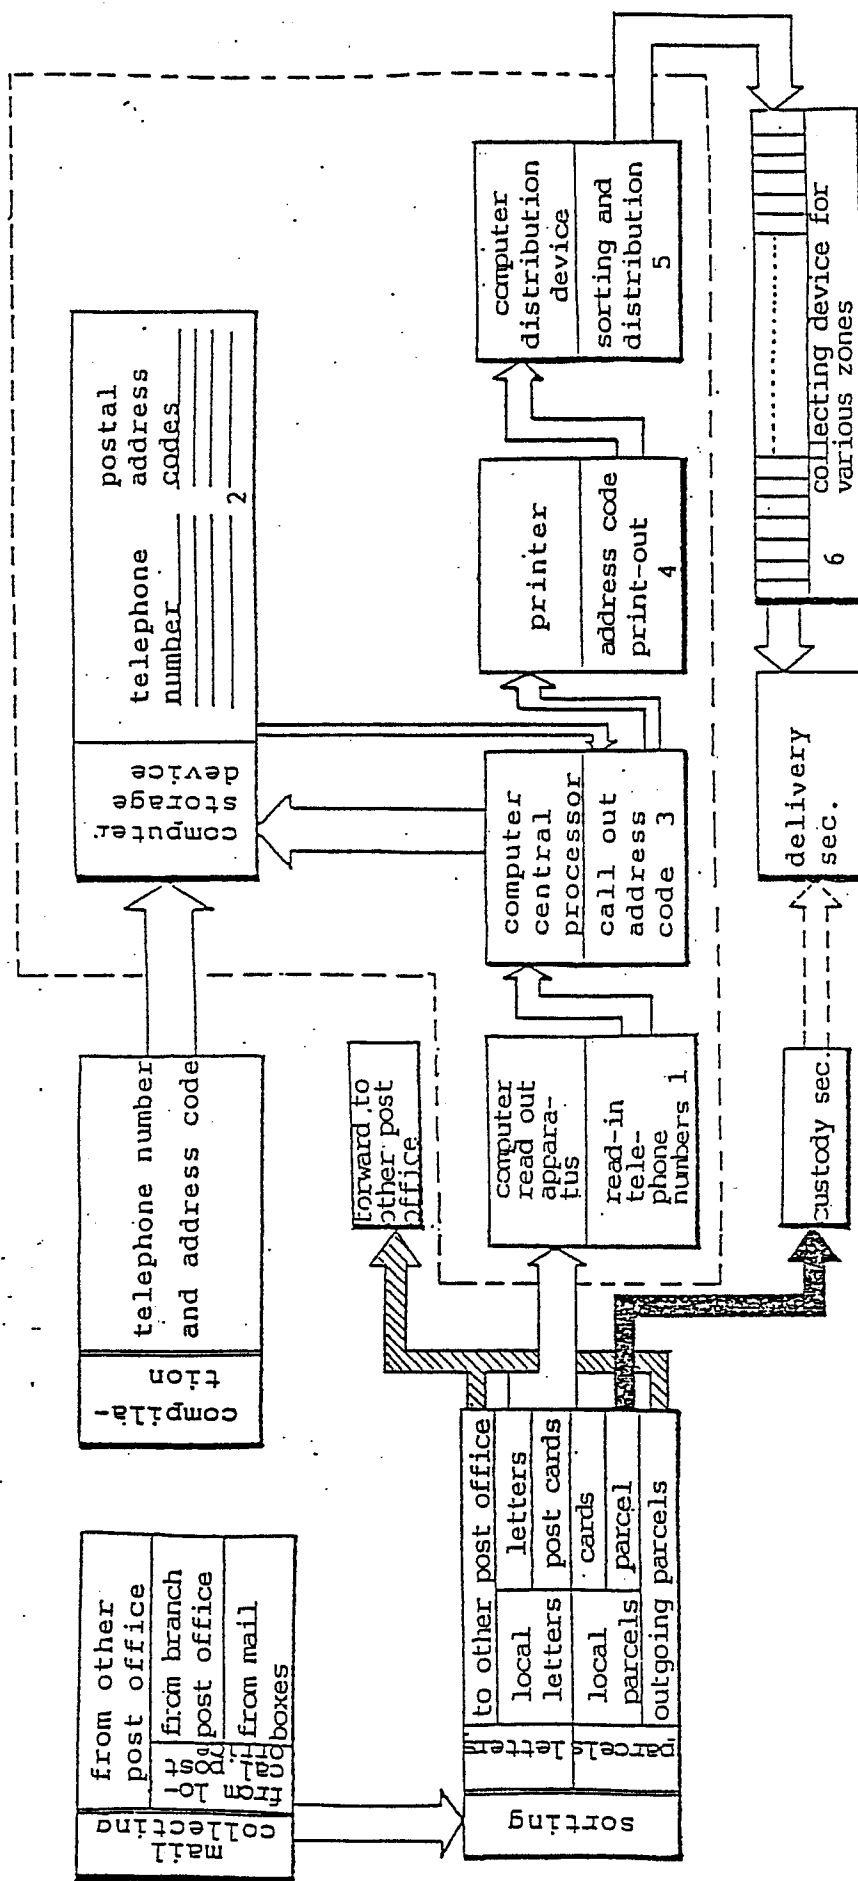 mail
collecting
from other
post office
from lo-
cal post
from branch
post office
from mail
boxes
sorting
letters
parcels
to other post office
local
letters
letters
post cards
cards
local
parcels
parcel
outgoing parcels
compila-
tion
telephone number
and address code
forward to
other post
office
computer
storage
device
telephone
number
postal
address
codes
2
computer
read out
appara-
tus
read-in
tele-
phone
numbers 1
computer
central
processor
call out
address
code 3
printer
address code
print-out
4
computer
distribution
device
sorting and
distribution
5
6
collecting device for
various zones
delivery
sec.
custody sec.